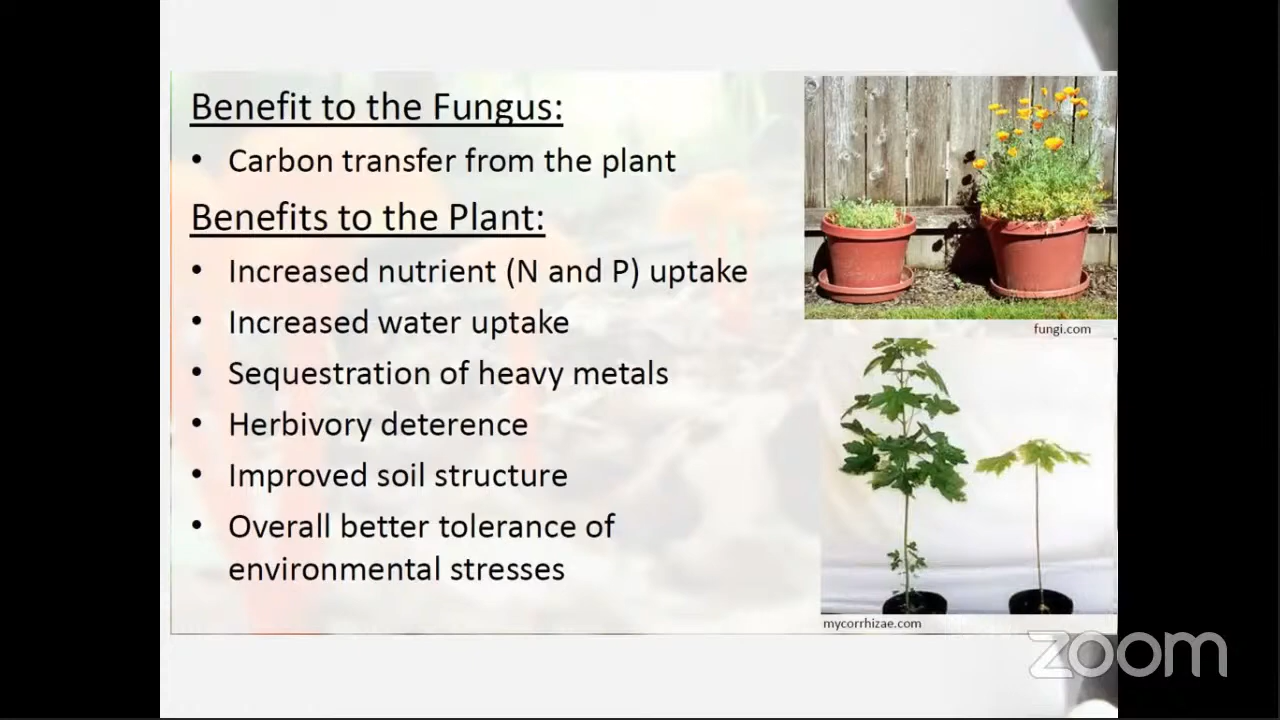 Benefit to the Fungus:
• Carbon transfer from the plant
Benefits to the Plant:
• Increased nutrient (N and P) uptake
• Increased water uptake
• Sequestration of heavy metals
• Herbivory deterence
• Improved soil structure
• Overall better tolerance of
environmental stresses
fungi.com
mycorrhizae.com
zoom